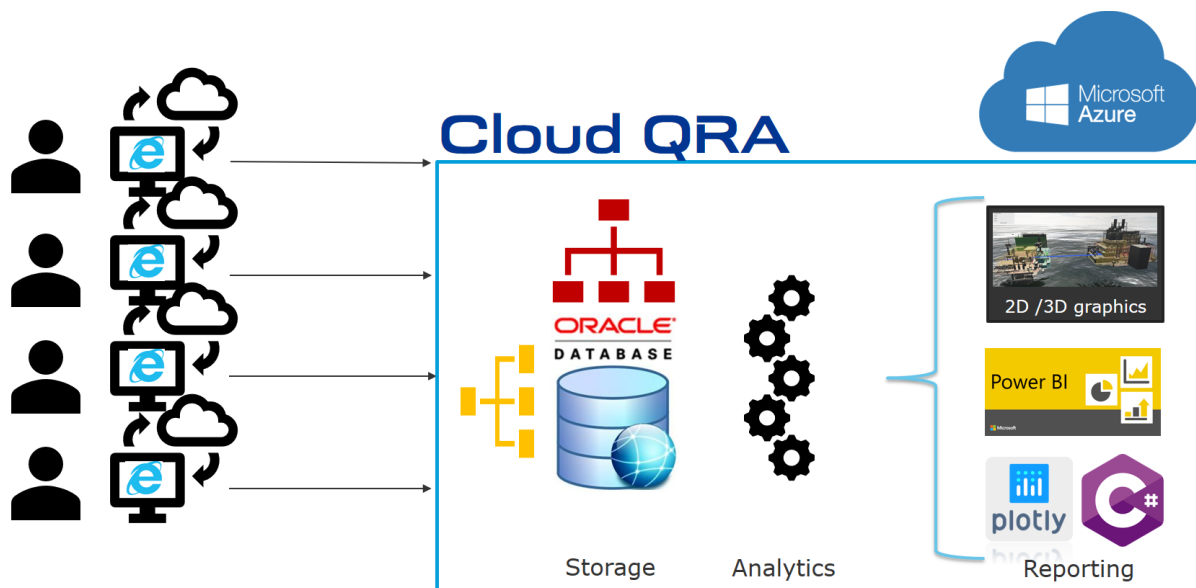 Microsoft
Azure
Cloud QRA
ORACLE®
DATABASE
2D /3D graphics
Power BI
Microsoft
plotly
C#
Storage
Analytics
Reporting